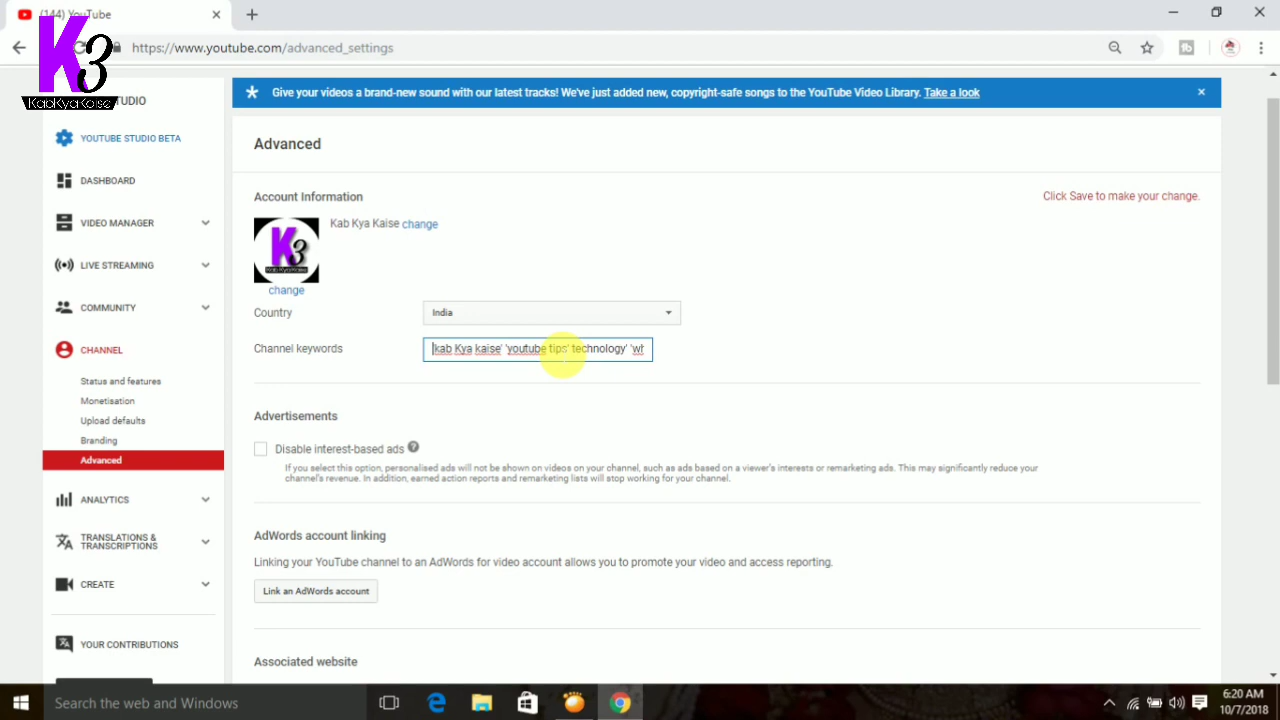 (144) YouTube
https://www.youtube.com/advanced_settings
K3
KabKyaKaise
STUDIO
Give your videos a brand-new sound with our latest tracks! We've just added new, copyright-safe songs to the YouTube Video Library. Take a look
YOUTUBE STUDIO BETA
DASHBOARD
VIDEO MANAGER
LIVE STREAMING
COMMUNITY
CHANNEL
Status and features
Monetisation
Upload defaults
Branding
Advanced
ANALYTICS
TRANSLATIONS &
TRANSCRIPTIONS
CREATE
YOUR CONTRIBUTIONS
Advanced
Account Information
Click Save to make your change.
Kab Kya Kaise change
K3
Kab Kya Kaise
change
Country
India
Channel keywords
'kab Kya kaise' 'youtube tips' technology' 'wh
Advertisements
Disable interest-based ads
If you select this option, personalised ads will not be shown on videos on your channel, such as ads based on a viewer's interests or remarketing ads. This may significantly reduce your
channel's revenue. In addition, earned action reports and remarketing lists will stop working for your channel.
AdWords account linking
Linking your YouTube channel to an AdWords for video account allows you to promote your video and access reporting.
Link an AdWords account
Associated website
Search the web and Windows
6:20 AM
10/7/2018